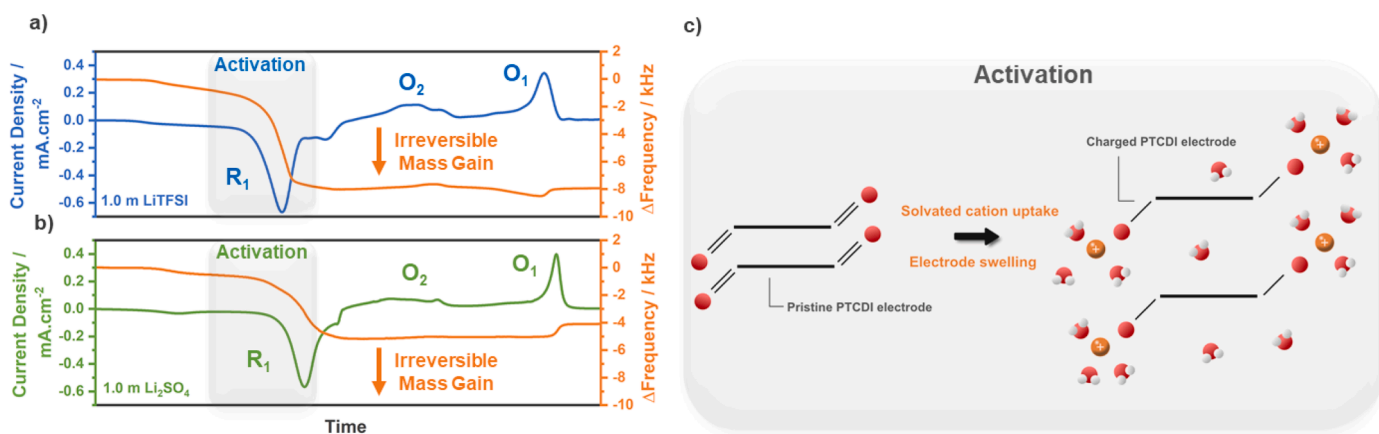 a)
Activation
O₂
O₁
R₁
Irreversible
Mass Gain
1.0 m LiTFSI
Current Density /
mA.cm⁻²
0.4
0.2
0.0
-0.2
-0.4
-0.6
2
0
-2
-4
-6
-8
-10
ΔFrequency / kHz
b)
Activation
O₂
O₁
R₁
Irreversible
Mass Gain
1.0 m Li₂SO₄
Current Density /
mA.cm⁻²
0.4
0.2
0.0
-0.2
-0.4
-0.6
2
0
-2
-4
-6
-8
-10
ΔFrequency / kHz
Time
c)
Activation
Charged PTCDI electrode
Solvated cation uptake
Electrode swelling
Pristine PTCDI electrode
+
+
+
+